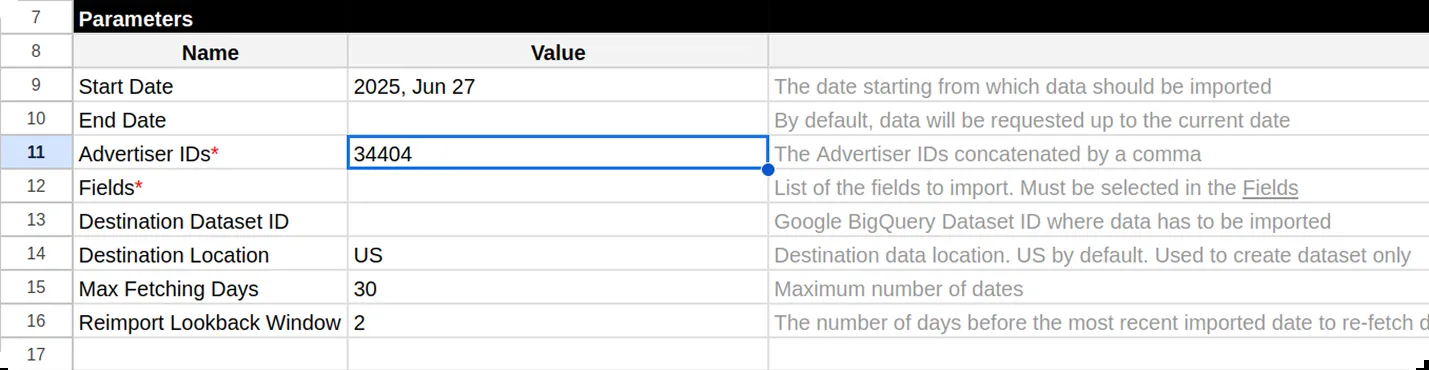 7 Parameters
8 Name Value
9 Start Date 2025, Jun 27 The date starting from which data should be imported
10 End Date By default, data will be requested up to the current date
11 Advertiser IDs* 34404 The Advertiser IDs concatenated by a comma
12 Fields* List of the fields to import. Must be selected in the Fields
13 Destination Dataset ID Google BigQuery Dataset ID where data has to be imported
14 Destination Location US Destination data location. US by default. Used to create dataset only
15 Max Fetching Days 30 Maximum number of dates
16 Reimport Lookback Window 2 The number of days before the most recent imported date to re-fetch
17